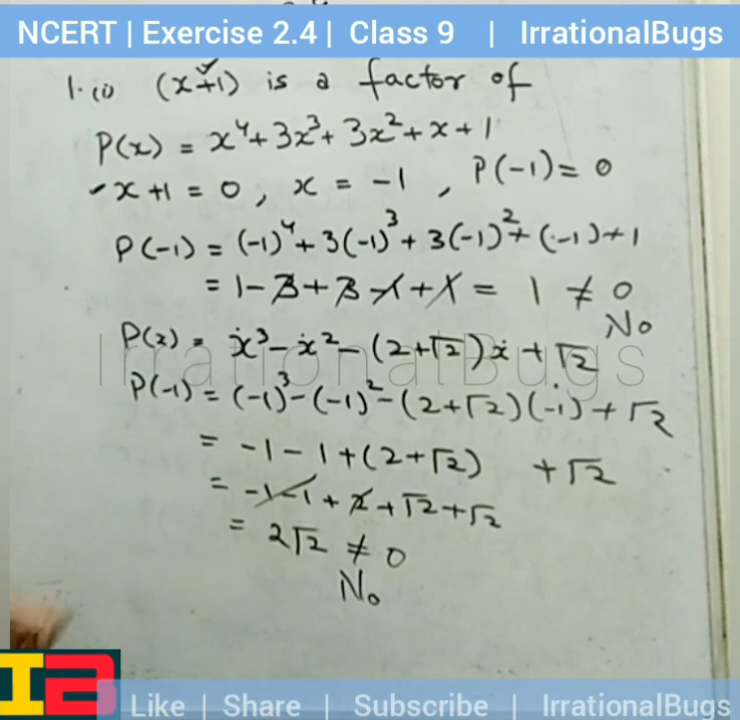 NCERT | Exercise 2.4 | Class 9 | IrrationalBugs
1. (i) (x+1) is a factor of
P(x) = x⁴ + 3x³ + 3x² + x + 1
- x + 1 = 0, x = -1, P(-1) = 0
P(-1) = (-1)⁴ + 3(-1)³ + 3(-1)² + (-1) + 1
= 1 - 3 + 3 - 1 + 1 = 1 ≠ 0
No
P(x) = x³ - x² - (2+√2)x + √2
IrrationalBugs
P(-1) = (-1)³ - (-1)² - (2+√2)(-1) + √2
= -1 - 1 + (2+√2) + √2
= -1 - 1 + 2 + √2 + √2
= 2√2 ≠ 0
No
IB
Like | Share | Subscribe | IrrationalBugs